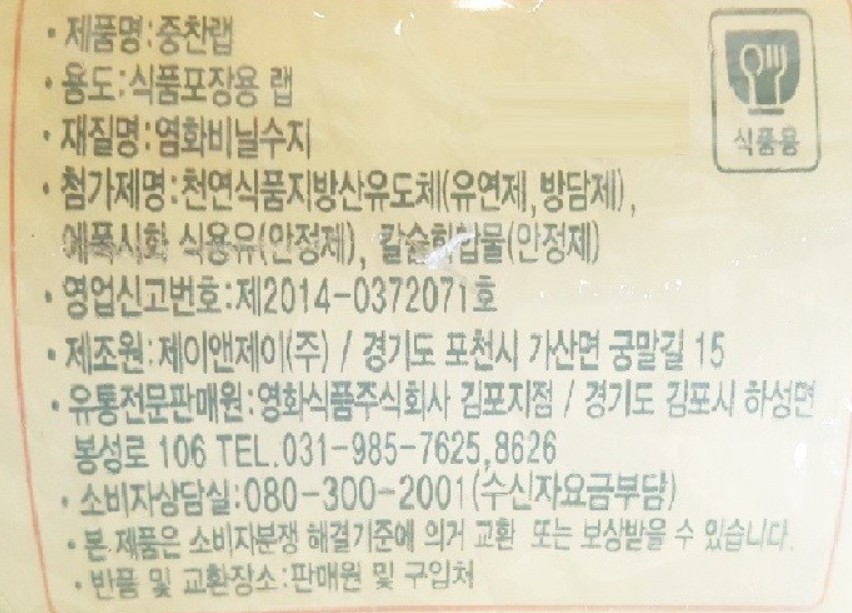 · 제품명:중찬랩
· 용도:식품포장용 랩
· 재질명:염화비닐수지
식품용
· 첨가제명:천연식품지방산유도체(유연제,방담제),
에폭시화 식용유(안정제), 칼슘화합물(안정제)
· 영업신고번호:제2014-0372071호
· 제조원:제이앤제이(주) / 경기도 포천시 가산면 궁말길 15
· 유통전문판매원:영화식품주식회사 김포지점 / 경기도 김포시 하성면
봉성로 106 TEL.031-985-7625,8626
· 소비자상담실:080-300-2001(수신자요금부담)
· 본 제품은 소비자분쟁 해결기준에 의거 교환 또는 보상받을 수 있습니다.
· 반품 및 교환장소:판매원 및 구입처